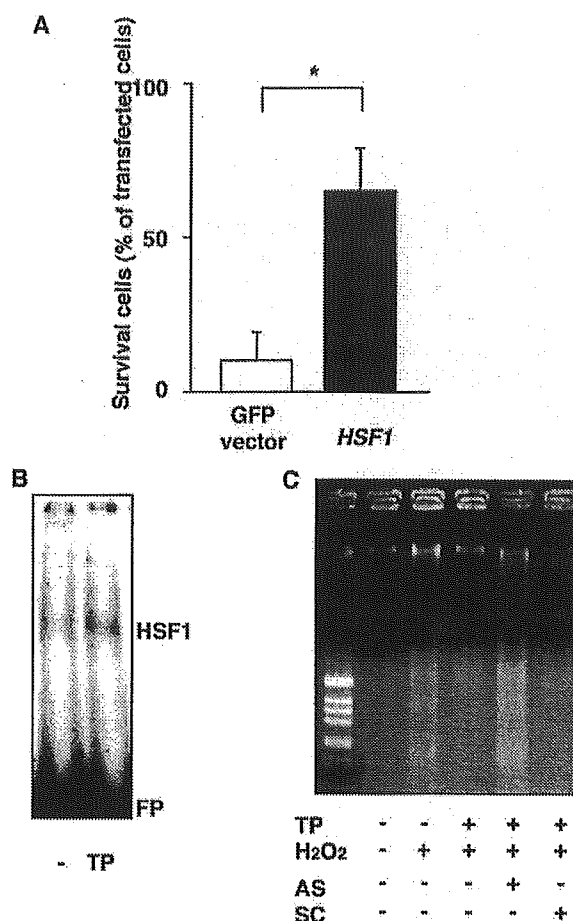 A
Survival cells (% of transfected cells)
100
*
50
0
GFP
vector
HSF1
B
HSF1
FP
- TP
C
TP - - + + +
H2O2 - + + + +
AS - - - + -
SC - - - - +